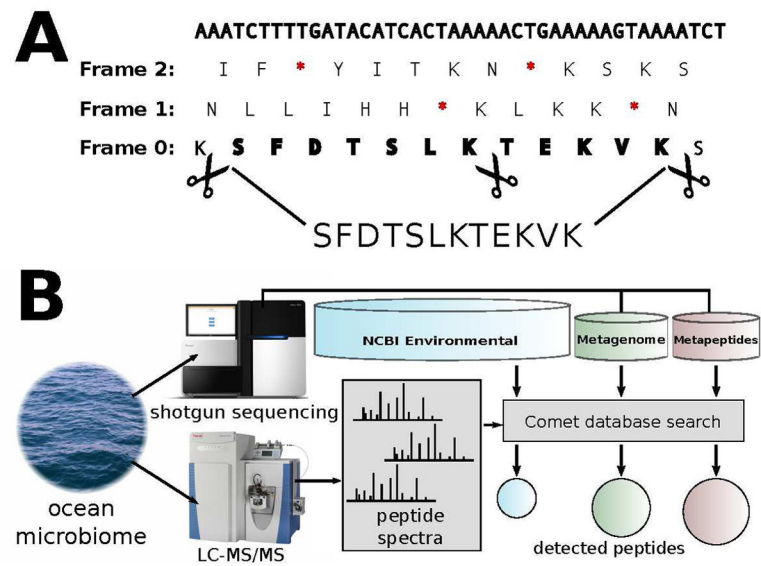 A
AAATCTTTTGATACATCACTAAAAACTGAAAAAGTAAAATCT
Frame 2: I F * Y I T K N * K S K S
Frame 1: N L L I H H * K L K K * N
Frame 0: K S F D T S L K T E K V K S
SFDTSLKTEKVK
B
NCBI Environmental
Metagenome
Metapeptides
shotgun sequencing
Comet database search
ocean
microbiome
peptide
spectra
LC-MS/MS
detected peptides